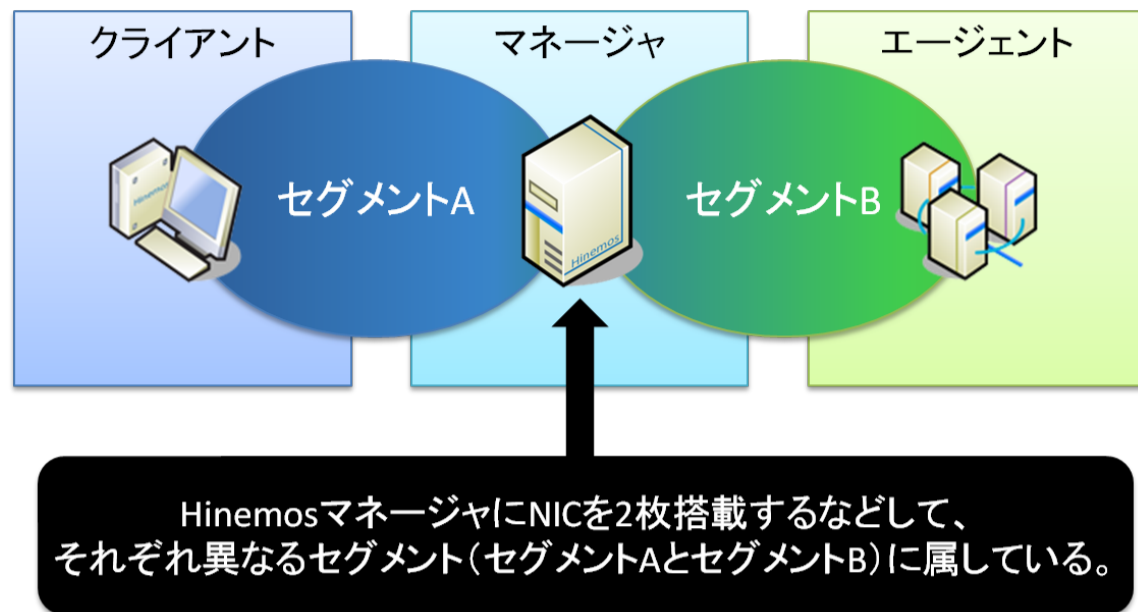 クライアント
マネージャ
エージェント
Hinemos
セグメントA
Hinemos
セグメントB
HinemosマネージャにNICを2枚搭載するなどして、
それぞれ異なるセグメント（セグメントAとセグメントB）に属している。